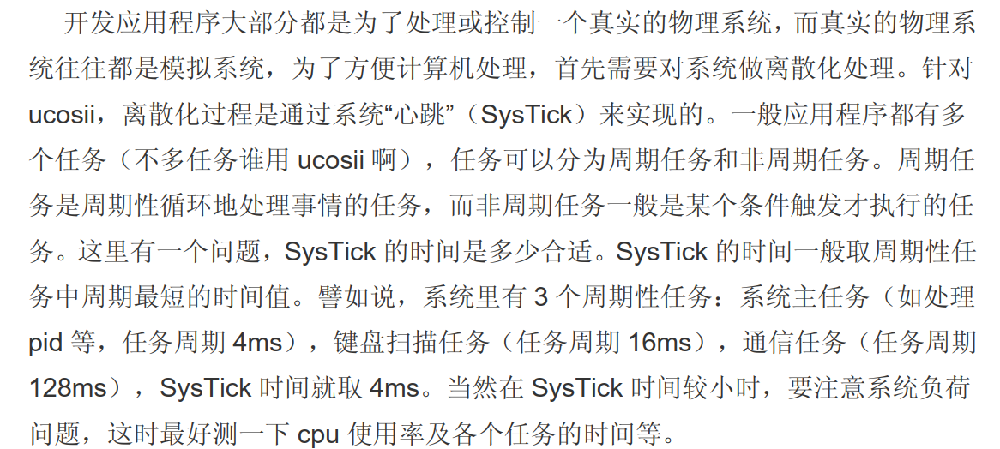 开发应用程序大部分都是为了处理或控制一个真实的物理系统，而真实的物理系
统往往都是模拟系统，为了方便计算机处理，首先需要对系统做离散化处理。针对
ucosii，离散化过程是通过系统“心跳”（SysTick）来实现的。一般应用程序都有多
个任务（不多任务谁用 ucosii 啊），任务可以分为周期任务和非周期任务。周期任
务是周期性循环地处理事情的任务，而非周期任务一般是某个条件触发才执行的任
务。这里有一个问题，SysTick 的时间是多少合适。SysTick 的时间一般取周期性任
务中周期最短的时间值。譬如说，系统里有 3 个周期性任务：系统主任务（如处理
pid 等，任务周期 4ms），键盘扫描任务（任务周期 16ms），通信任务（任务周期
128ms），SysTick 时间就取 4ms。当然在 SysTick 时间较小时，要注意系统负荷
问题，这时最好测一下 cpu 使用率及各个任务的时间等。